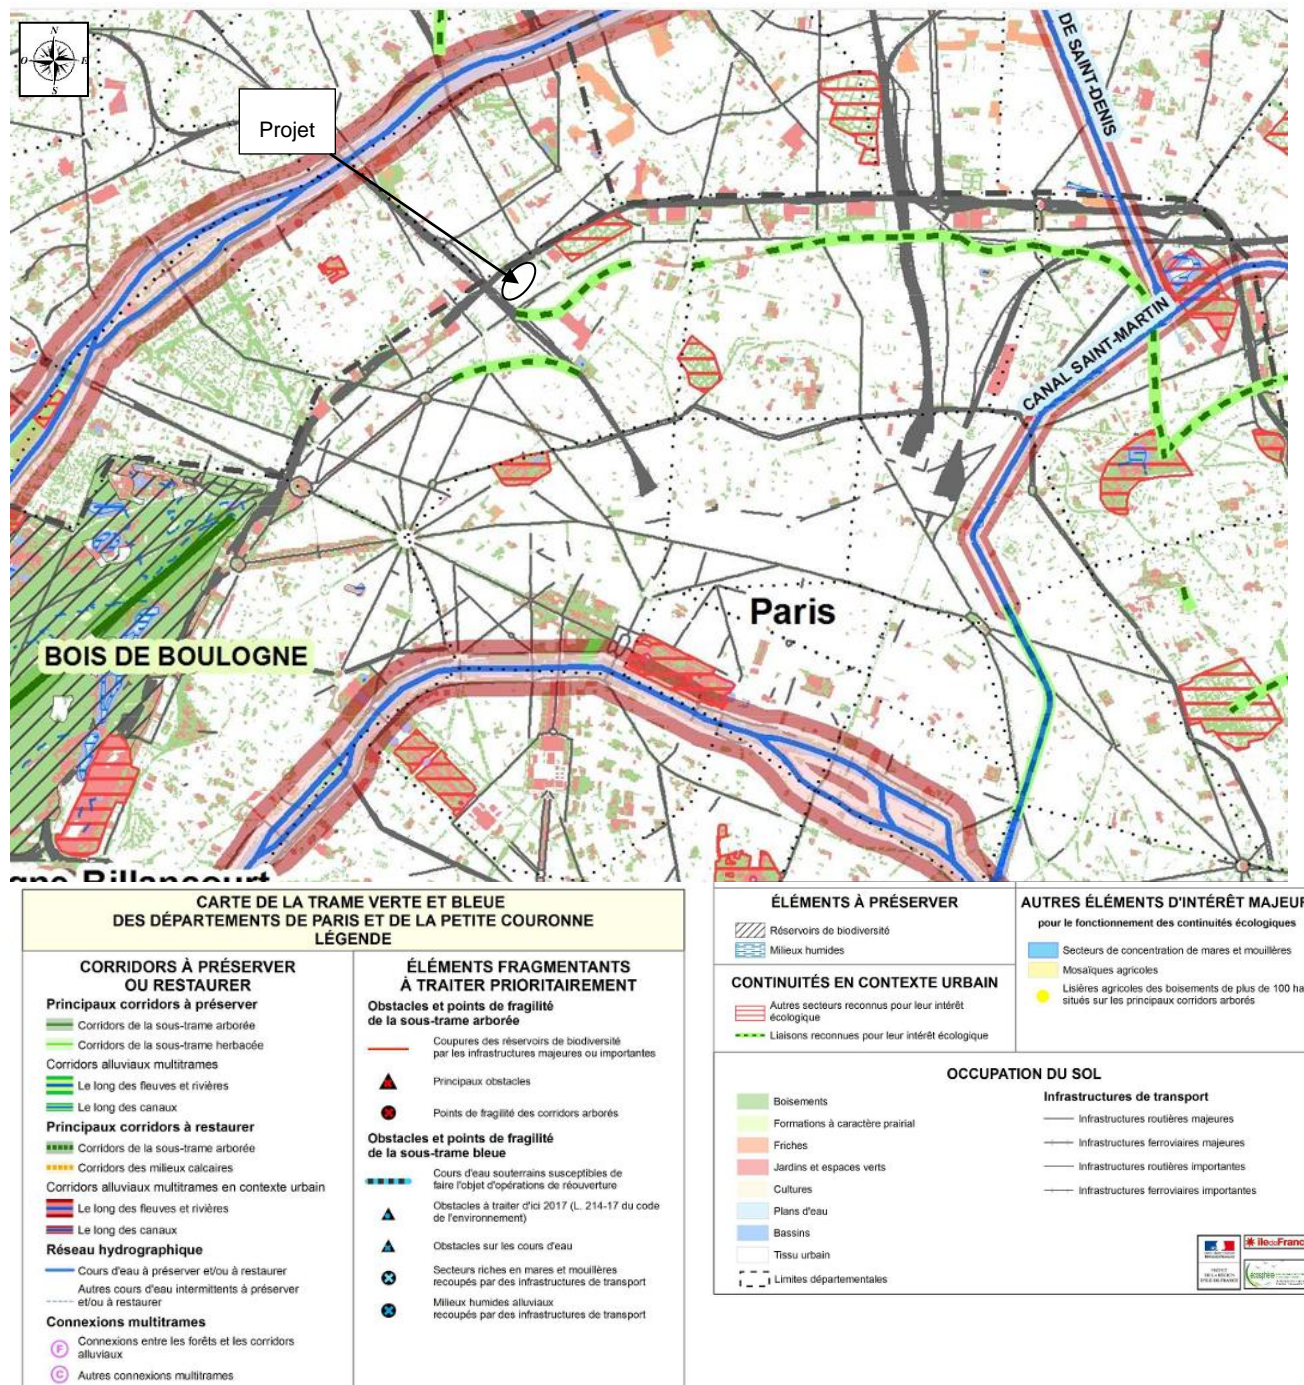 N
O
E
S
Projet
DE SAINT-DENIS
CANAL SAINT-MARTIN
Paris
BOIS DE BOULOGNE
gne-Billancourt
CARTE DE LA TRAME VERTE ET BLEUE
DES DÉPARTEMENTS DE PARIS ET DE LA PETITE COURONNE
LÉGENDE
CORRIDORS À PRÉSERVER
OU RESTAURER
Principaux corridors à préserver
Corridors de la sous-trame arborée
Corridors de la sous-trame herbacée
Corridors alluviaux multitrames
Le long des fleuves et rivières
Le long des canaux
Principaux corridors à restaurer
Corridors de la sous-trame arborée
Corridors des milieux calcaires
Corridors alluviaux multitrames en contexte urbain
Le long des fleuves et rivières
Le long des canaux
Réseau hydrographique
Cours d'eau à préserver et/ou à restaurer
Autres cours d'eau intermittents à préserver
et/ou à restaurer
Connexions multitrames
F
Connexions entre les forêts et les corridors
alluviaux
C
Autres connexions multitrames
ÉLÉMENTS FRAGMENTANTS
À TRAITER PRIORITAIREMENT
Obstacles et points de fragilité
de la sous-trame arborée
Coupures des réservoirs de biodiversité
par les infrastructures majeures ou importantes
Principaux obstacles
Points de fragilité des corridors arborés
Obstacles et points de fragilité
de la sous-trame bleue
Cours d'eau souterrains susceptibles de
faire l'objet d'opérations de réouverture
Obstacles à traiter d'ici 2017 (L. 214-17 du code
de l'environnement)
Obstacles sur les cours d'eau
Secteurs riches en mares et mouillères
recoupés par des infrastructures de transport
Milieux humides alluviaux
recoupés par des infrastructures de transport
ÉLÉMENTS À PRÉSERVER
Réservoirs de biodiversité
Milieux humides
CONTINUITÉS EN CONTEXTE URBAIN
Autres secteurs reconnus pour leur intérêt
écologique
Liaisons reconnues pour leur intérêt écologique
AUTRES ÉLÉMENTS D'INTÉRÊT MAJEUR
pour le fonctionnement des continuités écologiques
Secteurs de concentration de mares et mouillères
Mosaïques agricoles
Lisières agricoles des boisements de plus de 100 ha
situés sur les principaux corridors arborés
OCCUPATION DU SOL
Boisements
Formations à caractère prairial
Friches
Jardins et espaces verts
Cultures
Plans d'eau
Bassins
Tissu urbain
Limites départementales
Infrastructures de transport
Infrastructures routières majeures
Infrastructures ferroviaires majeures
Infrastructures routières importantes
Infrastructures ferroviaires importantes
îledeFranc
écosphère